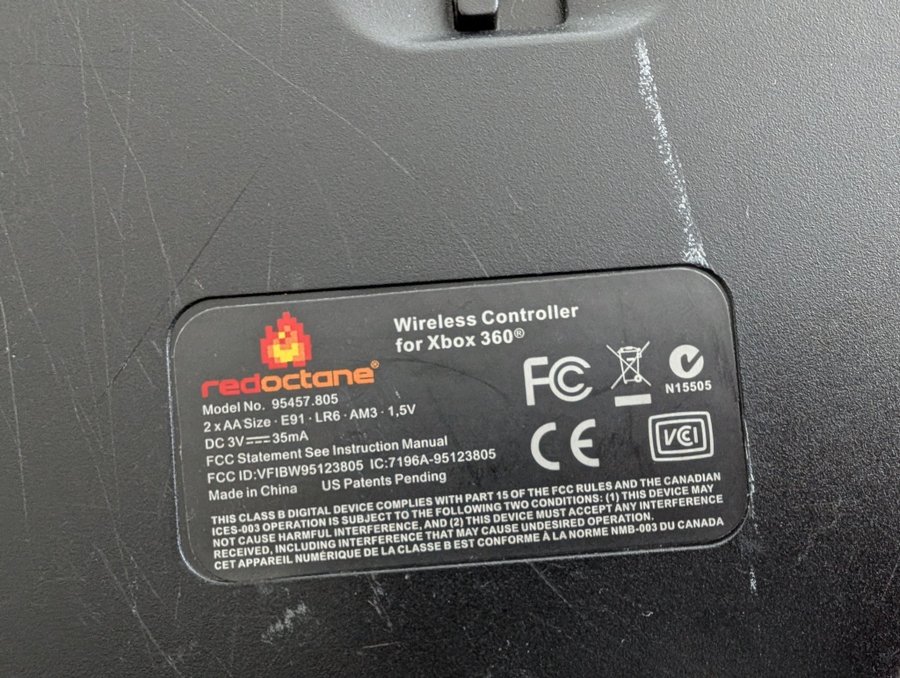 redoctane®
Wireless Controller
for Xbox 360®
Model No. 95457.805
2 x AA Size · E91 · LR6 · AM3 · 1,5V
DC 3V 35mA
FCC Statement See Instruction Manual
FCC ID:VFIBW95123805 IC:7196A-95123805
Made in China US Patents Pending
FC
N15505
CE
VCI
THIS CLASS B DIGITAL DEVICE COMPLIES WITH PART 15 OF THE FCC RULES AND THE CANADIAN
ICES-003 OPERATION IS SUBJECT TO THE FOLLOWING TWO CONDITIONS: (1) THIS DEVICE MAY
NOT CAUSE HARMFUL INTERFERENCE, AND (2) THIS DEVICE MUST ACCEPT ANY INTERFERENCE
RECEIVED, INCLUDING INTERFERENCE THAT MAY CAUSE UNDESIRED OPERATION.
CET APPAREIL NUMÉRIQUE DE LA CLASSE B EST CONFORME À LA NORME NMB-003 DU CANADA